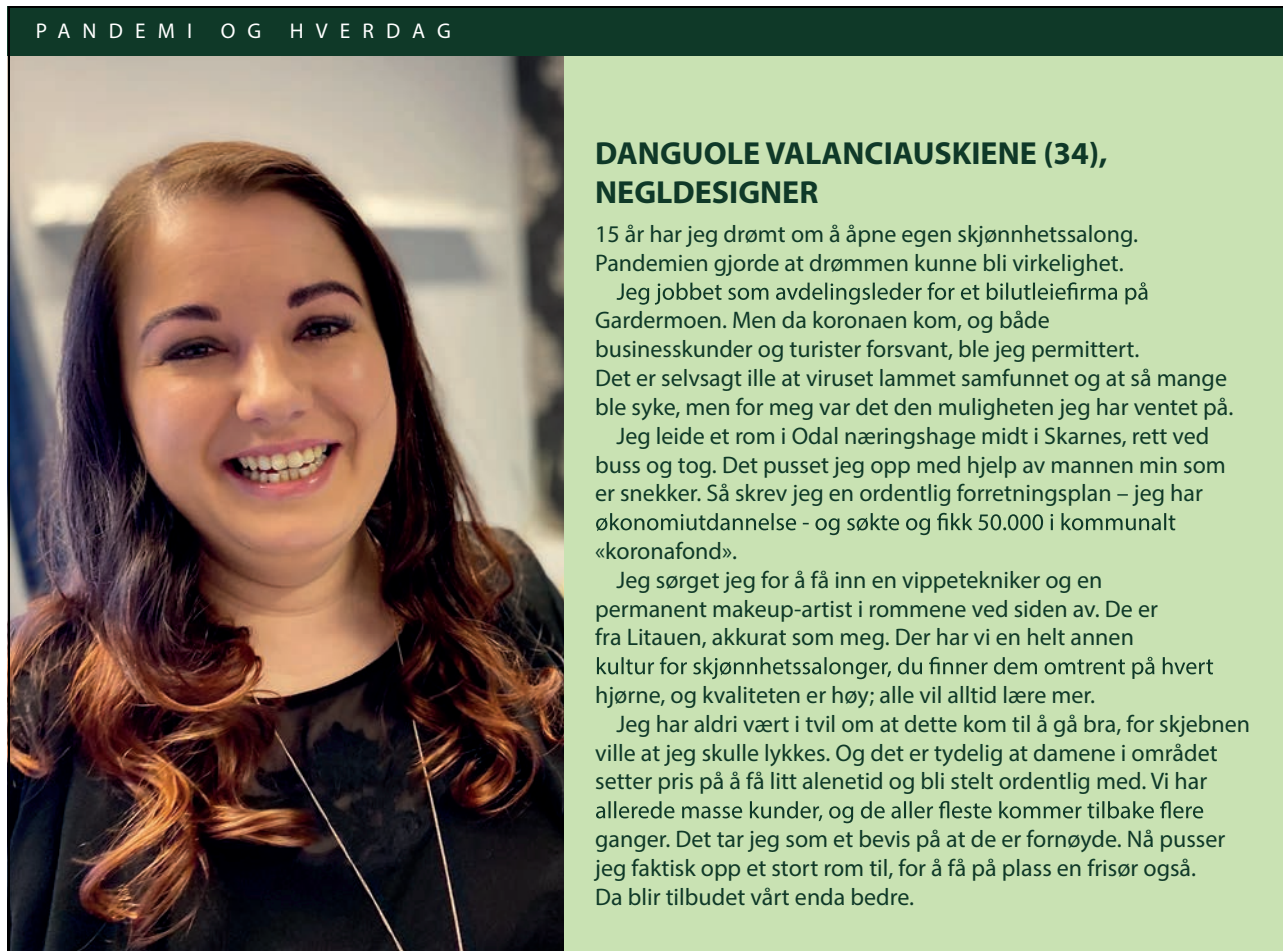 PANDEMI OG HVERDAG
DANGUOLE VALANCIAUSKIENE (34),
NEGLDESIGNER
15 år har jeg drømt om å åpne egen skjønnhetssalong.
Pandemien gjorde at drømmen kunne bli virkelighet.
Jeg jobbet som avdelingsleder for et bilutleiefirma på
Gardermoen. Men da koronaen kom, og både
businesskunder og turister forsvant, ble jeg permittert.
Det er selvsagt ille at viruset lammet samfunnet og at så mange
ble syke, men for meg var det den muligheten jeg har ventet på.
Jeg leide et rom i Odal næringshage midt i Skarnes, rett ved
buss og tog. Det pusset jeg opp med hjelp av mannen min som
er snekker. Så skrev jeg en ordentlig forretningsplan – jeg har
økonomiutdannelse - og søkte og fikk 50.000 i kommunalt
«koronafond».
Jeg sørget jeg for å få inn en vippetekniker og en
permanent makeup-artist i rommene ved siden av. De er
fra Litauen, akkurat som meg. Der har vi en helt annen
kultur for skjønnhetssalonger, du finner dem omtrent på hvert
hjørne, og kvaliteten er høy; alle vil alltid lære mer.
Jeg har aldri vært i tvil om at dette kom til å gå bra, for skjebnen
ville at jeg skulle lykkes. Og det er tydelig at damene i området
setter pris på å få litt alenetid og bli stelt ordentlig med. Vi har
allerede masse kunder, og de aller fleste kommer tilbake flere
ganger. Det tar jeg som et bevis på at de er fornøyde. Nå pusser
jeg faktisk opp et stort rom til, for å få på plass en frisør også.
Da blir tilbudet vårt enda bedre.